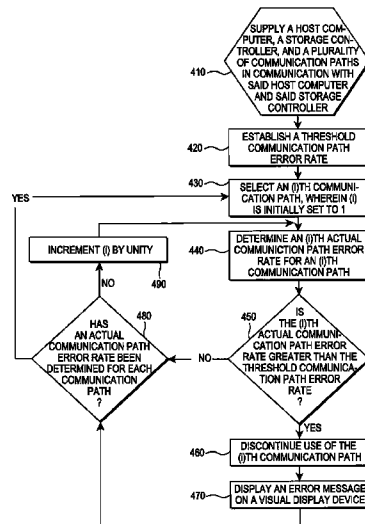 SUPPLY A HOST COM-
PUTER, A STORAGE CON-
TROLLER, AND A PLURALITY
OF COMMUNICATION PATHS
IN COMMUNICATION WITH
SAID HOST COMPUTER
AND SAID STORAGE
CONTROLLER
410
ESTABLISH A THRESHOLD
COMMUNICATION PATH
ERROR RATE
420
430
YES
SELECT AN (I)TH COMMUNI-
CATION PATH, WHEREIN (I)
IS INITIALLY SET TO 1
INCREMENT (I) BY UNITY
490
440
DETERMINE AN (I)TH ACTUAL
COMMUNICTION PATH ERROR
RATE FOR AN (I)TH
COMMUNICATION PATH
NO
480
HAS
AN ACTUAL
COMMUNICATION PATH
ERROR RATE BEEN
DETERMINED FOR EACH
COMMUNICATION
PATH
?
NO
450
IS
THE (I)TH
ACTUAL COMMUNI-
CATION PATH ERROR
RATE GREATER THAN THE
THRESHOLD COMMUNICA-
TION PATH ERROR
RATE
?
YES
460
DISCONTINUE USE OF THE
(I)TH COMMUNICATION PATH
470
DISPLAY AN ERROR MESSAGE
ON A VISUAL DISPLAY DEVICE